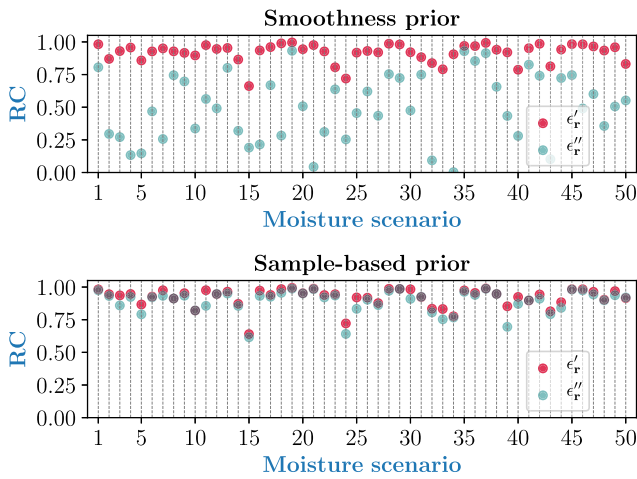 Smoothness prior
1.00
0.75
0.50
0.25
0.00
RC
ϵ′r
ϵ′′r
1 5 10 15 20 25 30 35 40 45 50
Moisture scenario
Sample-based prior
1.00
0.75
0.50
0.25
0.00
RC
ϵ′r
ϵ′′r
1 5 10 15 20 25 30 35 40 45 50
Moisture scenario